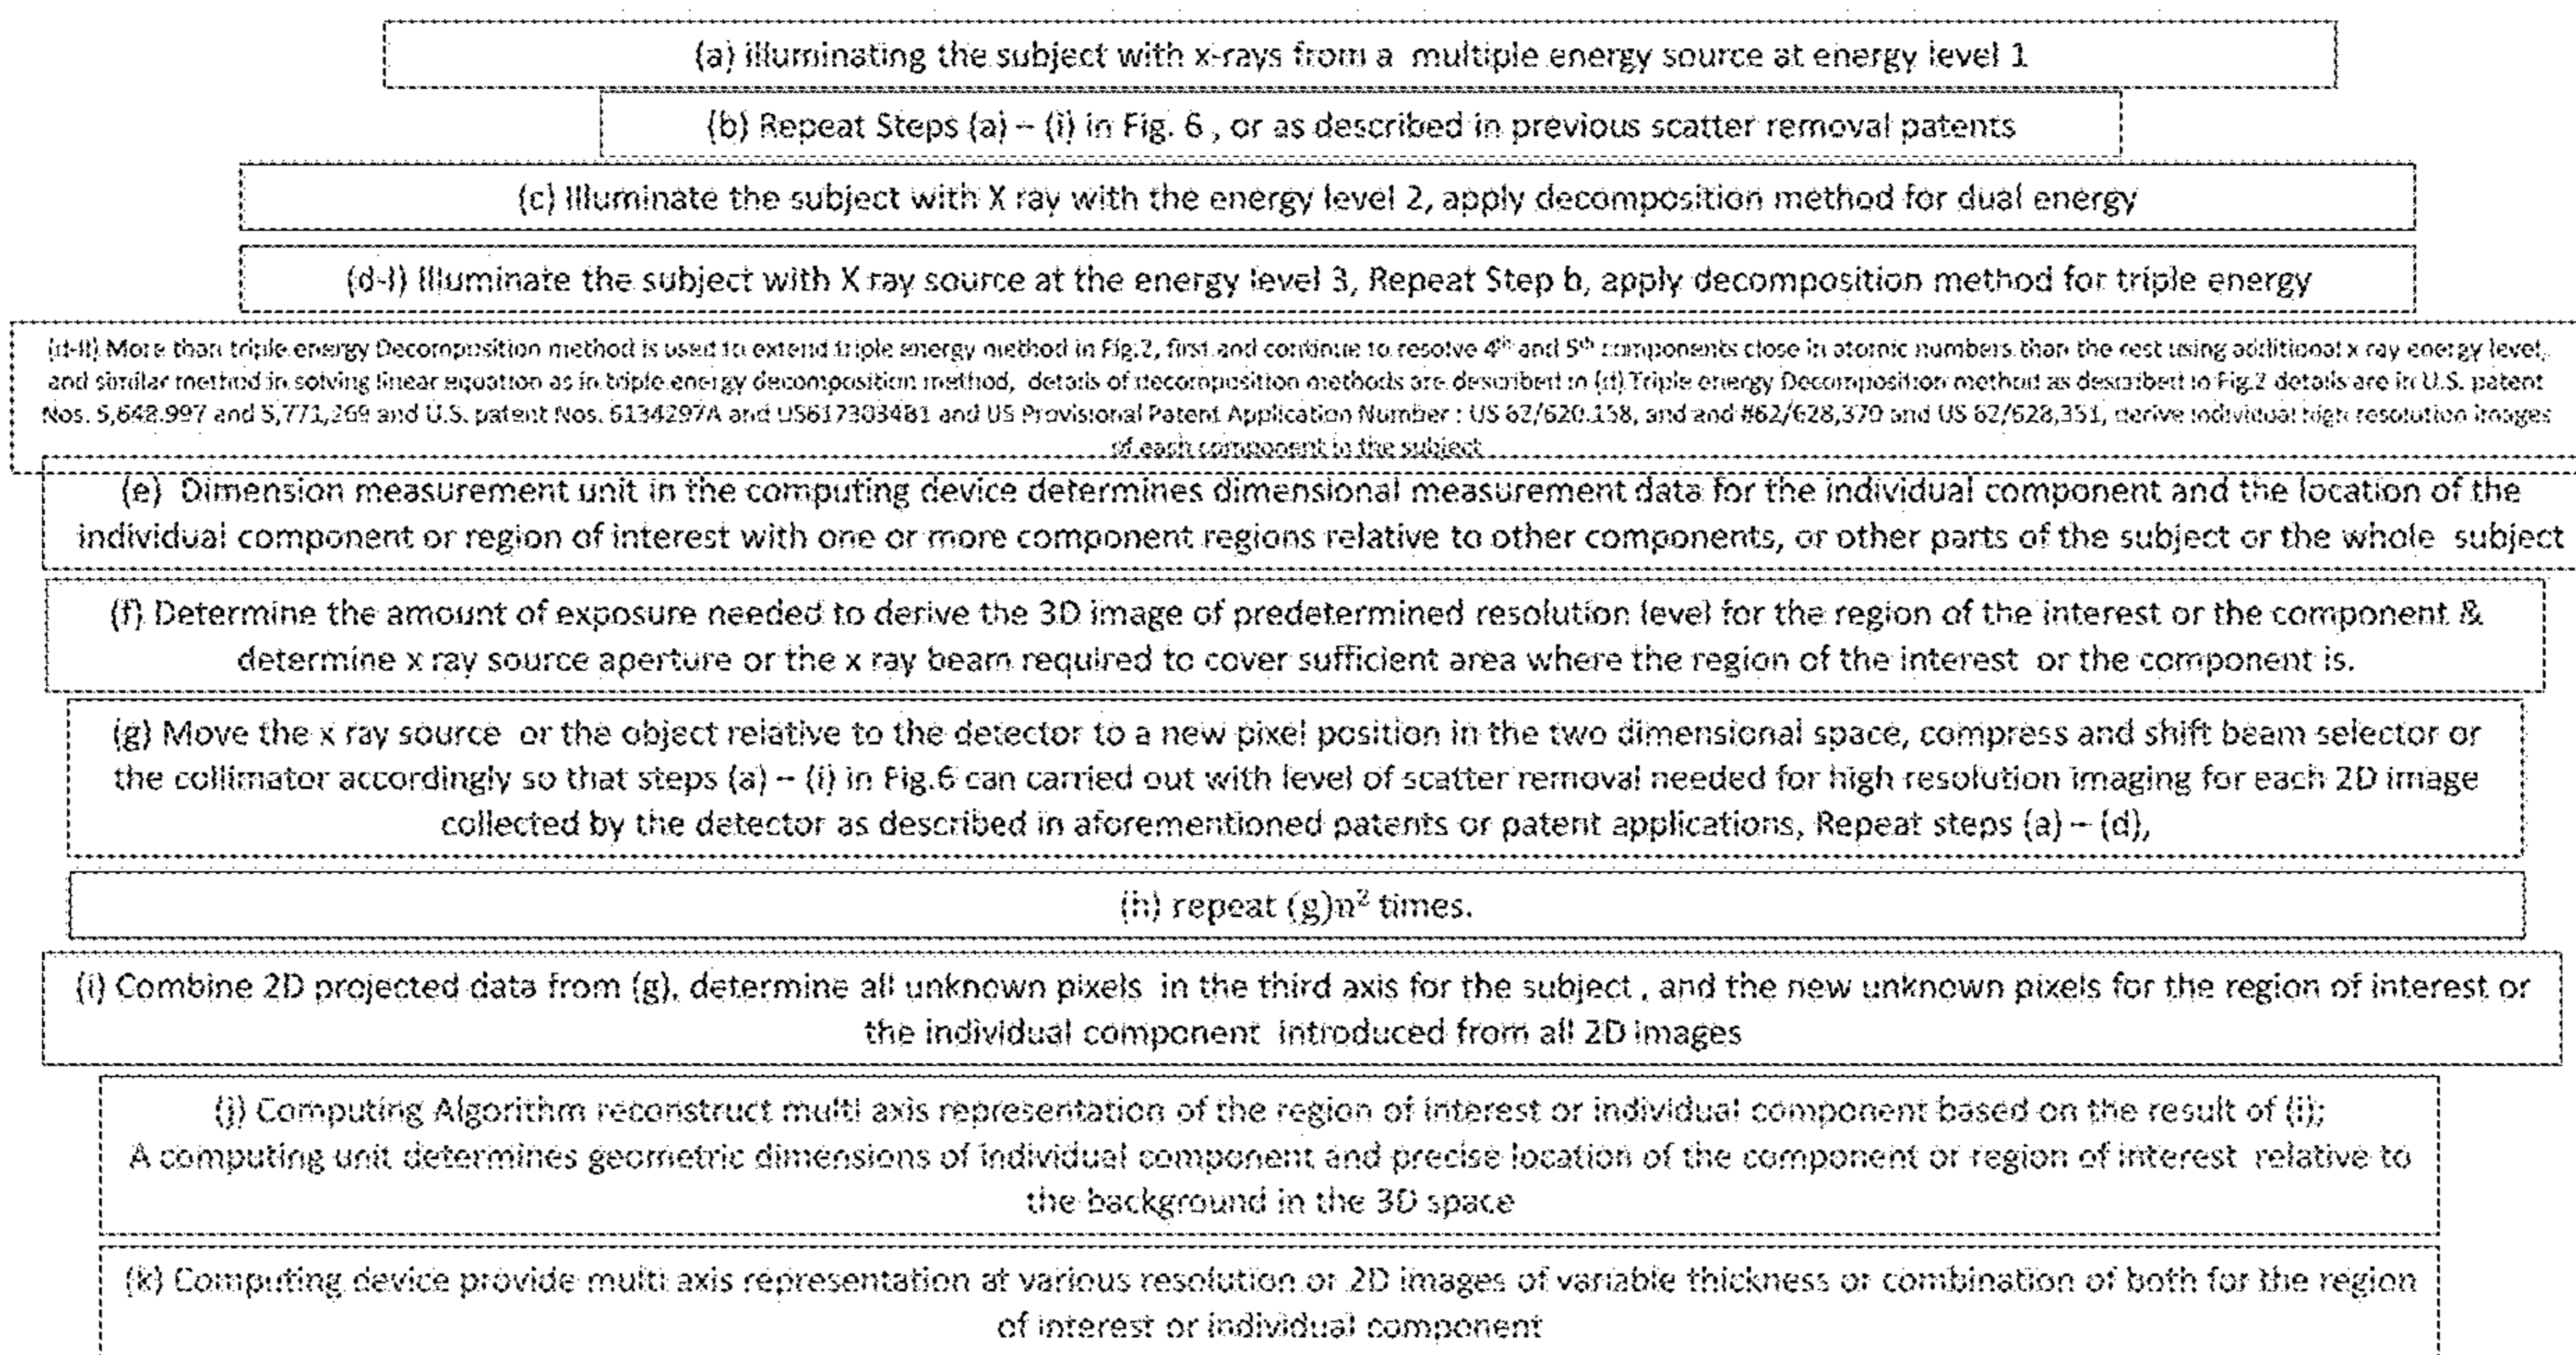 (a) illuminating the subject with x-rays from a multiple energy source at energy level 1
(b) Repeat Steps (a) – (i) in Fig. 6 , or as described in previous scatter removal patents
(c) Illuminate the subject with X ray with the energy level 2, apply decomposition method for dual energy
(d-I) Illuminate the subject with X ray source at the energy level 3, Repeat Step b, apply decomposition method for triple energy
(d-II) More than triple energy Decomposition method is used to extend triple energy method in Fig.2, first and continue to resolve 4th and 5th components close in atomic numbers than the rest using additional x ray energy level,
and similar method in solving linear equation as in triple energy decomposition method, details of decomposition methods are described in (d) Triple energy Decomposition method as described in Fig.2 details are in U.S. patent
Nos. 5,648.997 and 5,771,269 and U.S. patent Nos. 6134297A and US6173034B1 and US Provisional Patent Application Number : US 62/620.158, and and #62/628,370 and US 62/628,351, derive individual high resolution images
of each component in the subject
(e) Dimension measurement unit in the computing device determines dimensional measurement data for the individual component and the location of the
individual component or region of interest with one or more component regions relative to other components, or other parts of the subject or the whole subject
(f) Determine the amount of exposure needed to derive the 3D image of predetermined resolution level for the region of the interest or the component &
determine x ray source aperture or the x ray beam required to cover sufficient area where the region of the interest or the component is.
(g) Move the x ray source or the object relative to the detector to a new pixel position in the two dimensional space, compress and shift beam selector or
the collimator accordingly so that steps (a) – (i) in Fig.6 can carried out with level of scatter removal needed for high resolution imaging for each 2D image
collected by the detector as described in aforementioned patents or patent applications, Repeat steps (a) – (d),
(h) repeat (g)n² times.
(i) Combine 2D projected data from (g), determine all unknown pixels in the third axis for the subject , and the new unknown pixels for the region of interest or
the individual component introduced from all 2D images
(j) Computing Algorithm reconstruct multi axis representation of the region of interest or individual component based on the result of (i);
A computing unit determines geometric dimensions of individual component and precise location of the component or region of interest relative to
the background in the 3D space
(k) Computing device provide multi axis representation at various resolution or 2D images of variable thickness or combination of both for the region
of interest or individual component